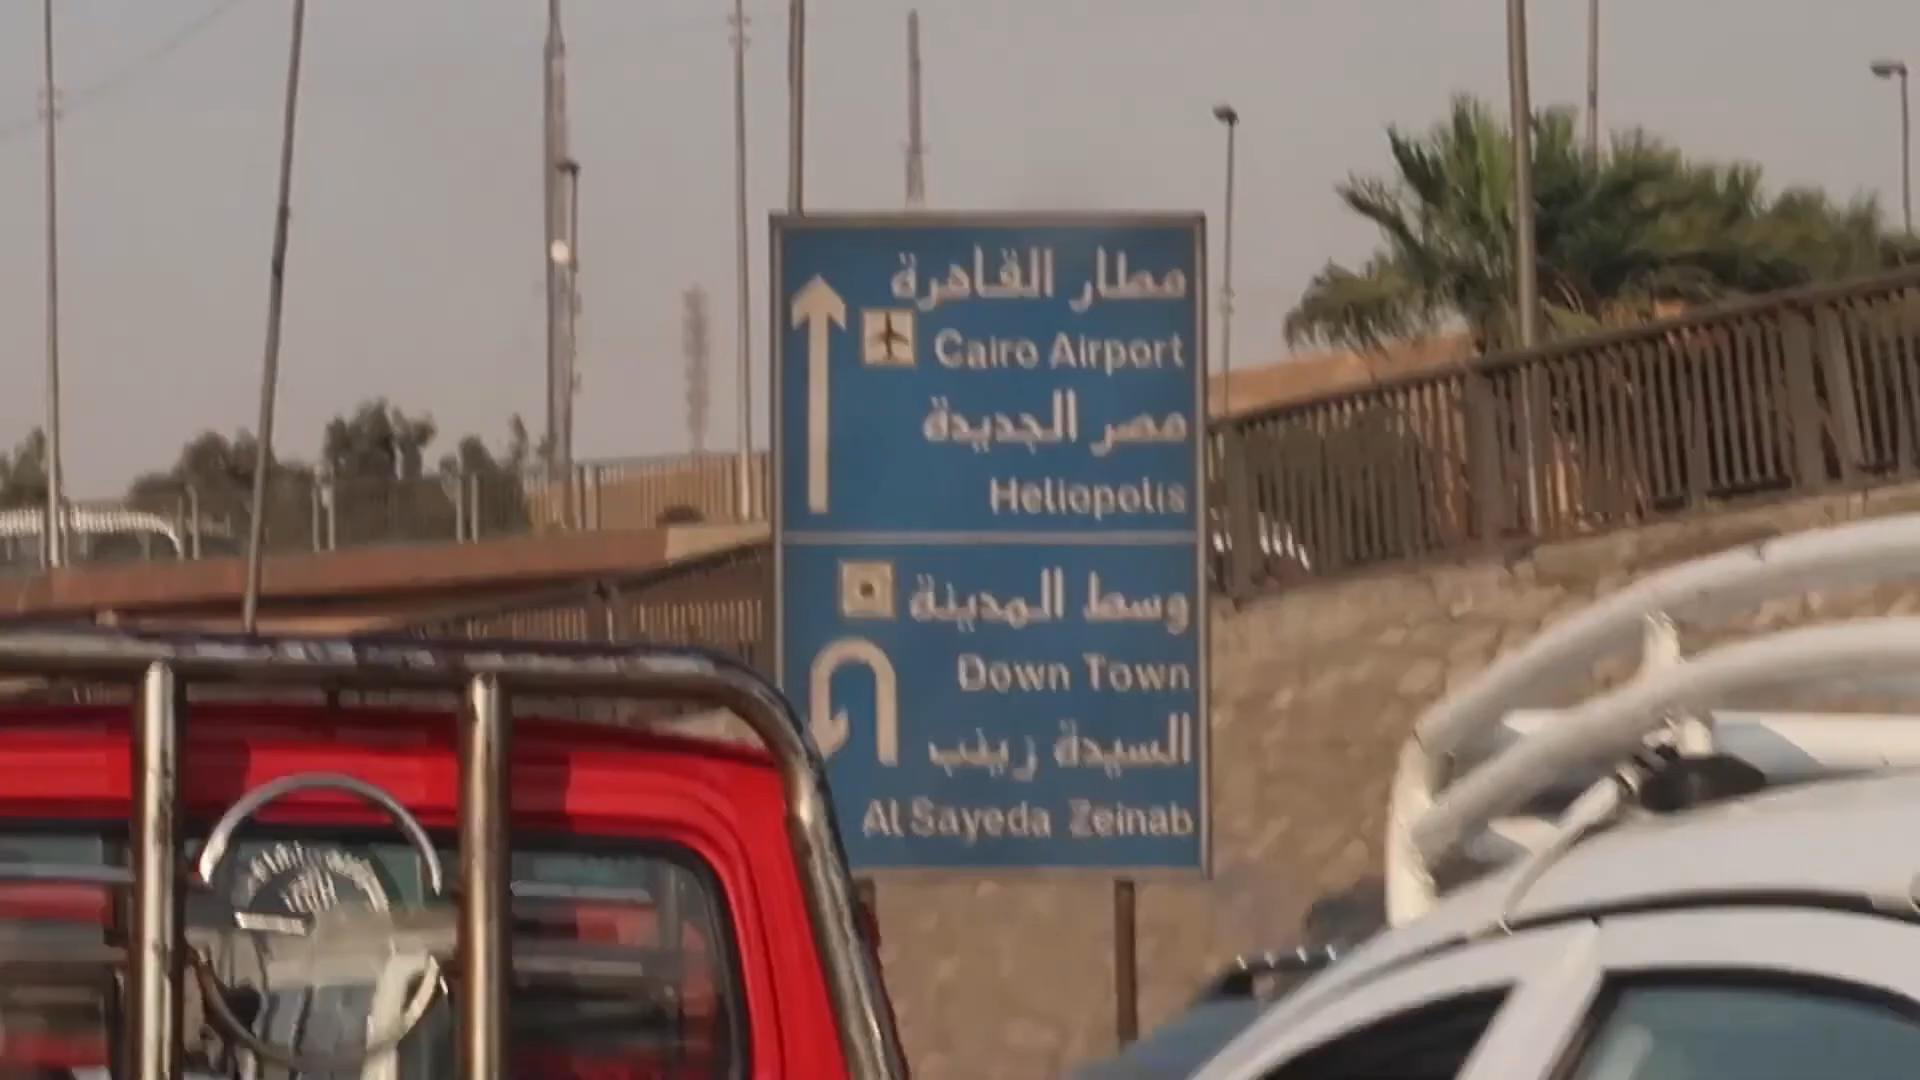 مطار القاهرة
Cairo Airport
مصر الجديدة
Heliopolis
وسط المدينة
Down Town
السيدة زينب
Al Sayeda Zeinab